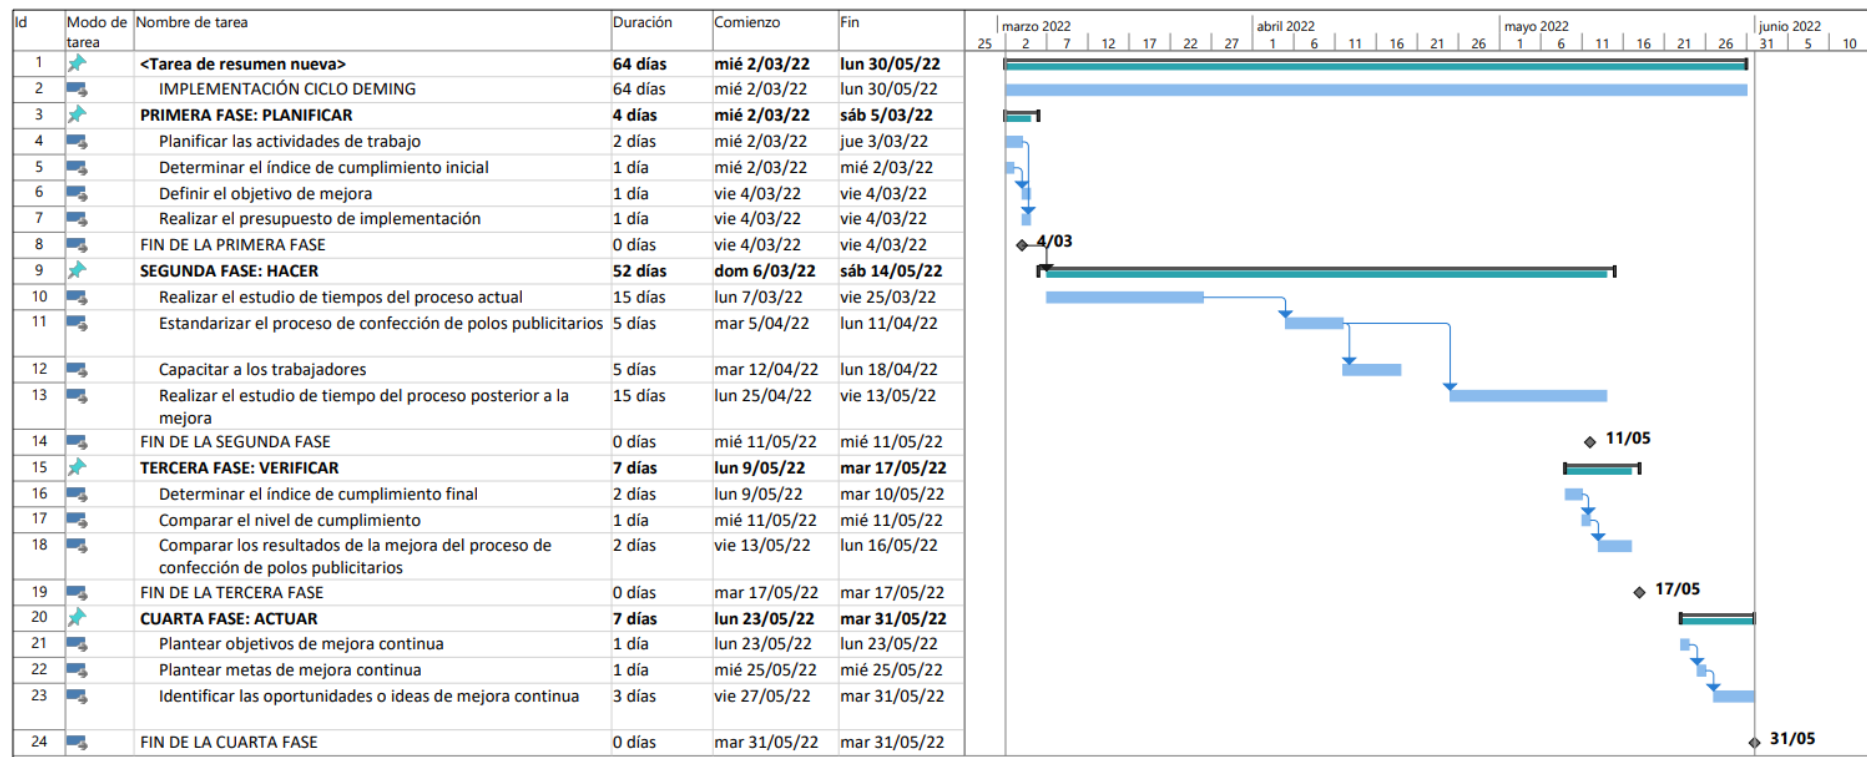 Id Modo de tarea Nombre de tarea Duración Comienzo Fin
marzo 2022 abril 2022 mayo 2022 junio 2022
25 2 7 12 17 22 27 1 6 11 16 21 26 1 6 11 16 21 26 31 5 10
1 <Tarea de resumen nueva> 64 días mié 2/03/22 lun 30/05/22
2 IMPLEMENTACIÓN CICLO DEMING 64 días mié 2/03/22 lun 30/05/22
3 PRIMERA FASE: PLANIFICAR 4 días mié 2/03/22 sáb 5/03/22
4 Planificar las actividades de trabajo 2 días mié 2/03/22 jue 3/03/22
5 Determinar el índice de cumplimiento inicial 1 día mié 2/03/22 mié 2/03/22
6 Definir el objetivo de mejora 1 día vie 4/03/22 vie 4/03/22
7 Realizar el presupuesto de implementación 1 día vie 4/03/22 vie 4/03/22
8 FIN DE LA PRIMERA FASE 0 días vie 4/03/22 vie 4/03/22 4/03
9 SEGUNDA FASE: HACER 52 días dom 6/03/22 sáb 14/05/22
10 Realizar el estudio de tiempos del proceso actual 15 días lun 7/03/22 vie 25/03/22
11 Estandarizar el proceso de confección de polos publicitarios 5 días mar 5/04/22 lun 11/04/22
12 Capacitar a los trabajadores 5 días mar 12/04/22 lun 18/04/22
13 Realizar el estudio de tiempo del proceso posterior a la 15 días lun 25/04/22 vie 13/05/22
mejora
14 FIN DE LA SEGUNDA FASE 0 días mié 11/05/22 mié 11/05/22 11/05
15 TERCERA FASE: VERIFICAR 7 días lun 9/05/22 mar 17/05/22
16 Determinar el índice de cumplimiento final 2 días lun 9/05/22 mar 10/05/22
17 Comparar el nivel de cumplimiento 1 día mié 11/05/22 mié 11/05/22
18 Comparar los resultados de la mejora del proceso de 2 días vie 13/05/22 lun 16/05/22
confección de polos publicitarios
19 FIN DE LA TERCERA FASE 0 días mar 17/05/22 mar 17/05/22 17/05
20 CUARTA FASE: ACTUAR 7 días lun 23/05/22 mar 31/05/22
21 Plantear objetivos de mejora continua 1 día lun 23/05/22 lun 23/05/22
22 Plantear metas de mejora continua 1 día mié 25/05/22 mié 25/05/22
23 Identificar las oportunidades o ideas de mejora continua 3 días vie 27/05/22 mar 31/05/22
24 FIN DE LA CUARTA FASE 0 días mar 31/05/22 mar 31/05/22 31/05